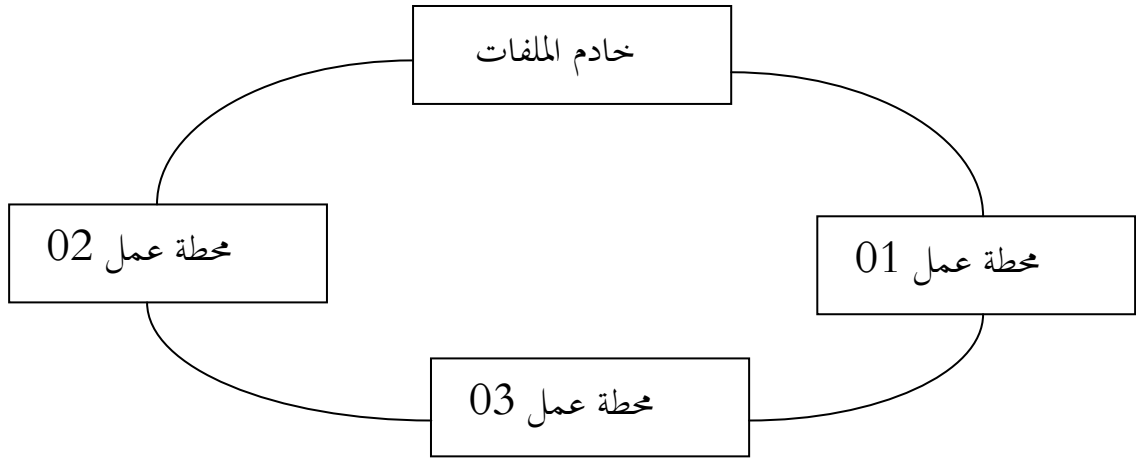 خادم الملفات
محطة عمل 01
محطة عمل 02
محطة عمل 03